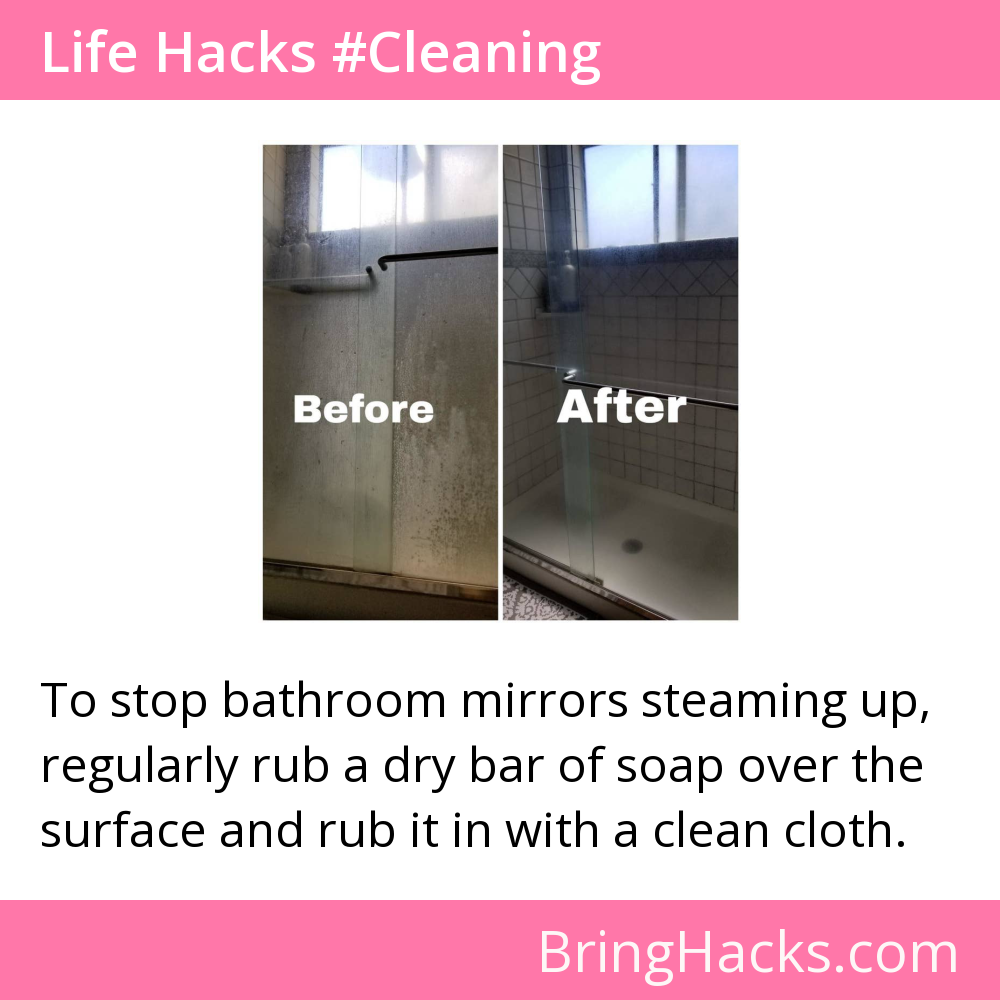 Life Hacks #Cleaning
Before
After
To stop bathroom mirrors steaming up,
regularly rub a dry bar of soap over the
surface and rub it in with a clean cloth.
BringHacks.com